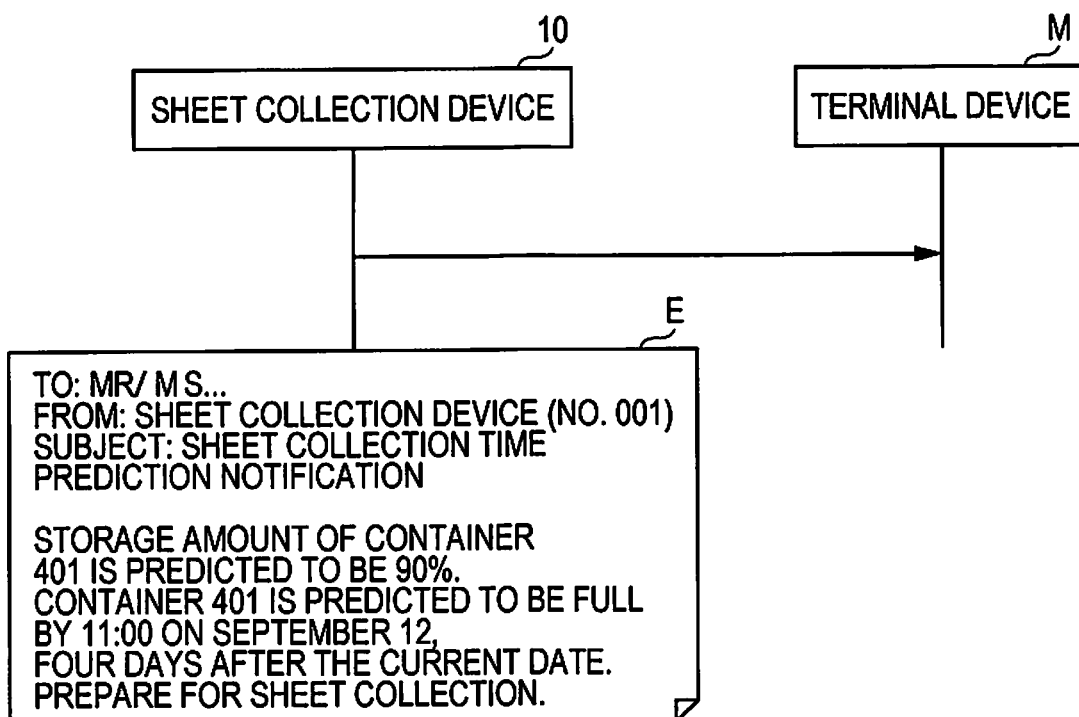 10
SHEET COLLECTION DEVICE
M
TERMINAL DEVICE
E
TO: MR/ M S...
FROM: SHEET COLLECTION DEVICE (NO. 001)
SUBJECT: SHEET COLLECTION TIME
PREDICTION NOTIFICATION
STORAGE AMOUNT OF CONTAINER
401 IS PREDICTED TO BE 90%.
CONTAINER 401 IS PREDICTED TO BE FULL
BY 11:00 ON SEPTEMBER 12,
FOUR DAYS AFTER THE CURRENT DATE.
PREPARE FOR SHEET COLLECTION.